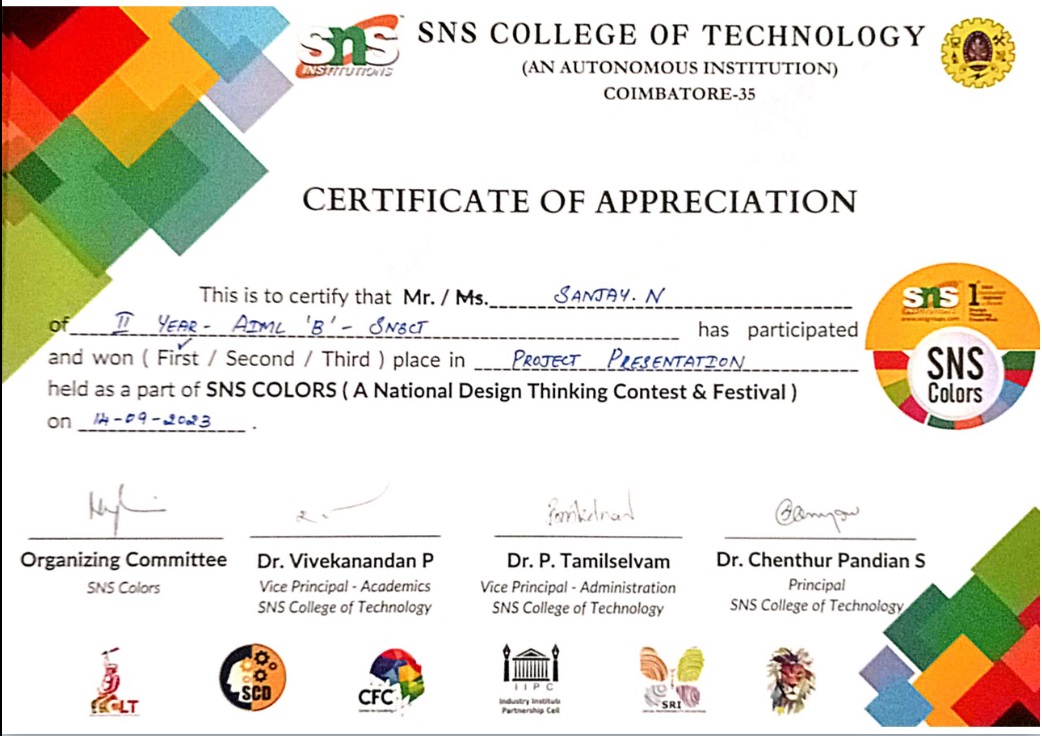 SNS INSTITUTIONS
SNS COLLEGE OF TECHNOLOGY
(AN AUTONOMOUS INSTITUTION)
COIMBATORE-35
CERTIFICATE OF APPRECIATION
This is to certify that Mr. / Ms. SANJAY. N
of II YEAR - AIML 'B' - SNSCT has participated
and won ( First / Second / Third ) place in PROJECT PRESENTATION
held as a part of SNS COLORS ( A National Design Thinking Contest & Festival )
on 14-09-2023 .
sns 1
SNS
Colors
Organizing Committee
SNS Colors
Dr. Vivekanandan P
Vice Principal - Academics
SNS College of Technology
Dr. P. Tamilselvam
Vice Principal - Administration
SNS College of Technology
Dr. Chenthur Pandian S
Principal
SNS College of Technology
SCD
CFC
IIPC
Industry Institute
Partnership Cell
SRI